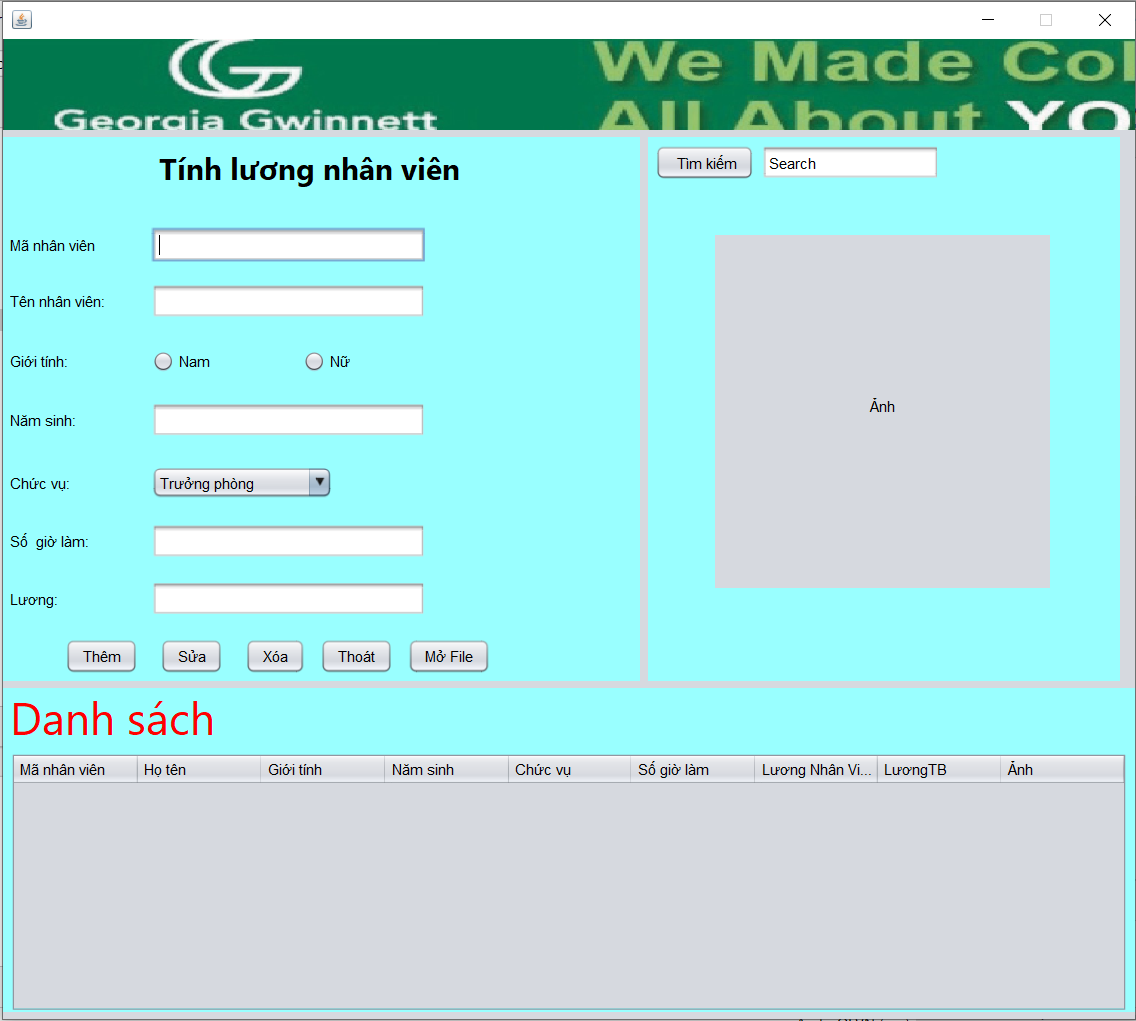 Georgia Gwinnett
We Made Col
All About YO
Tính lương nhân viên
Mã nhân viên
Tên nhân viên:
Giới tính: Nam Nữ
Năm sinh:
Chức vụ: Trưởng phòng
Số giờ làm:
Lương:
Thêm Sửa Xóa Thoát Mở File
Tìm kiếm Search
Ảnh
Danh sách
Mã nhân viên Họ tên Giới tính Năm sinh Chức vụ Số giờ làm Lương Nhân Vi... LươngTB Ảnh